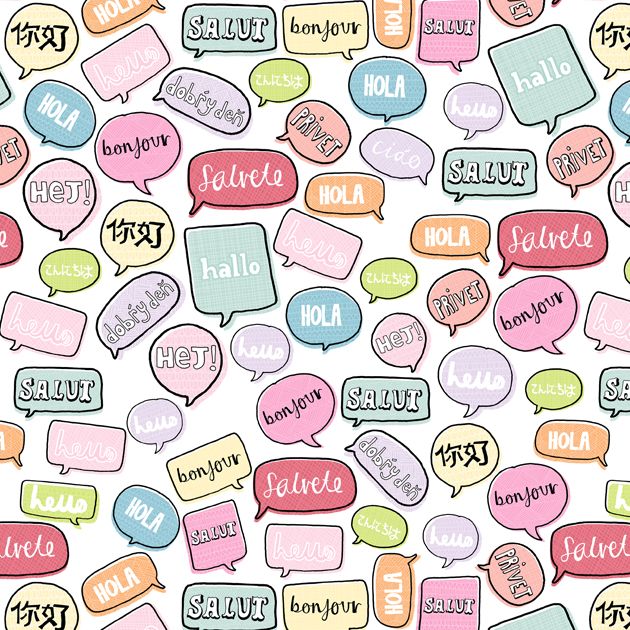 SALUT
bonjour
HOLA
SALUT
PRIVET
你好
你好
hello
hallo
こんにちは
HOLA
dobrý deň
hello
HOLA
PRIVET
bonjour
PRIVET
PRIVET
ciao
SALUT
HEJ!
Salvete
HOLA
你好
hello
HOLA
Salvete
こんにちは
hallo
こんにちは
PRIVET
dobrý deň
HOLA
bonjour
hello
hello
HEJ!
hello
HEJ!
hello
SALUT
hello
bonjour
SALUT
こんにちは
HOLA
hello
bonjour
dobrý deň
你好
Salvete
hello
HOLA
bonjour
Salvete
SALUT
hello
こんにちは
hello
Salvete
你好
HOLA
PRIVET
HOLA
SALUT
bonjour
SALUT
你好